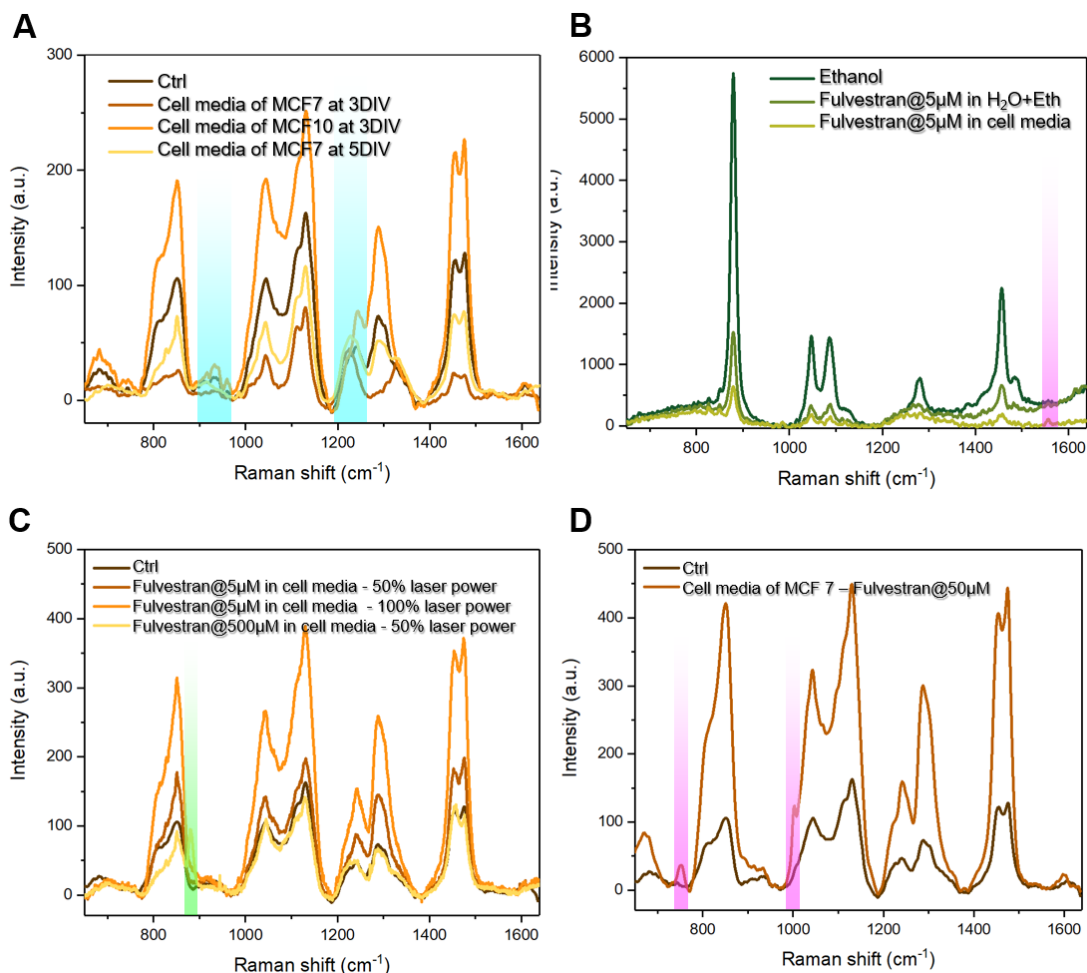 A
300
200
100
0
Intensity (a.u.)
Ctrl
Cell media of MCF7 at 3DIV
Cell media of MCF10 at 3DIV
Cell media of MCF7 at 5DIV
800 1000 1200 1400 1600
Raman shift (cm-1)
B
6000
5000
4000
3000
2000
1000
0
Intensity (a.u.)
Ethanol
Fulvestran@5µM in H2O+Eth
Fulvestran@5µM in cell media
800 1000 1200 1400 1600
Raman shift (cm-1)
C
500
400
300
200
100
0
Intensity (a.u.)
Ctrl
Fulvestran@5µM in cell media - 50% laser power
Fulvestran@5µM in cell media - 100% laser power
Fulvestran@500µM in cell media - 50% laser power
800 1000 1200 1400 1600
Raman shift (cm-1)
D
500
400
300
200
100
0
Intensity (a.u.)
Ctrl
Cell media of MCF 7 – Fulvestran@50µM
800 1000 1200 1400 1600
Raman shift (cm-1)